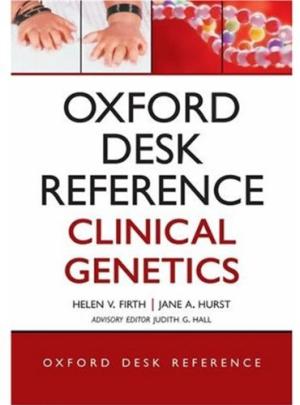 OXFORD
DESK
REFERENCE
CLINICAL
GENETICS
HELEN V. FIRTH | JANE A. HURST
ADVISORY EDITOR JUDITH G. HALL
OXFORD DESK REFERENCE